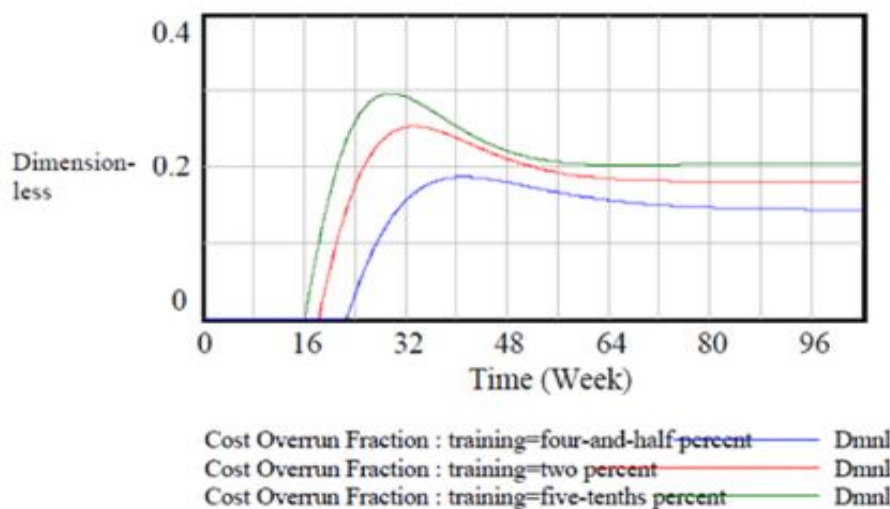 0.4
Dimension-
less
0.2
0
0 16 32 48 64 80 96
Time (Week)
Cost Overrun Fraction : training=four-and-half percent Dmnl
Cost Overrun Fraction : training=two percent Dmnl
Cost Overrun Fraction : training=five-tenths percent Dmnl